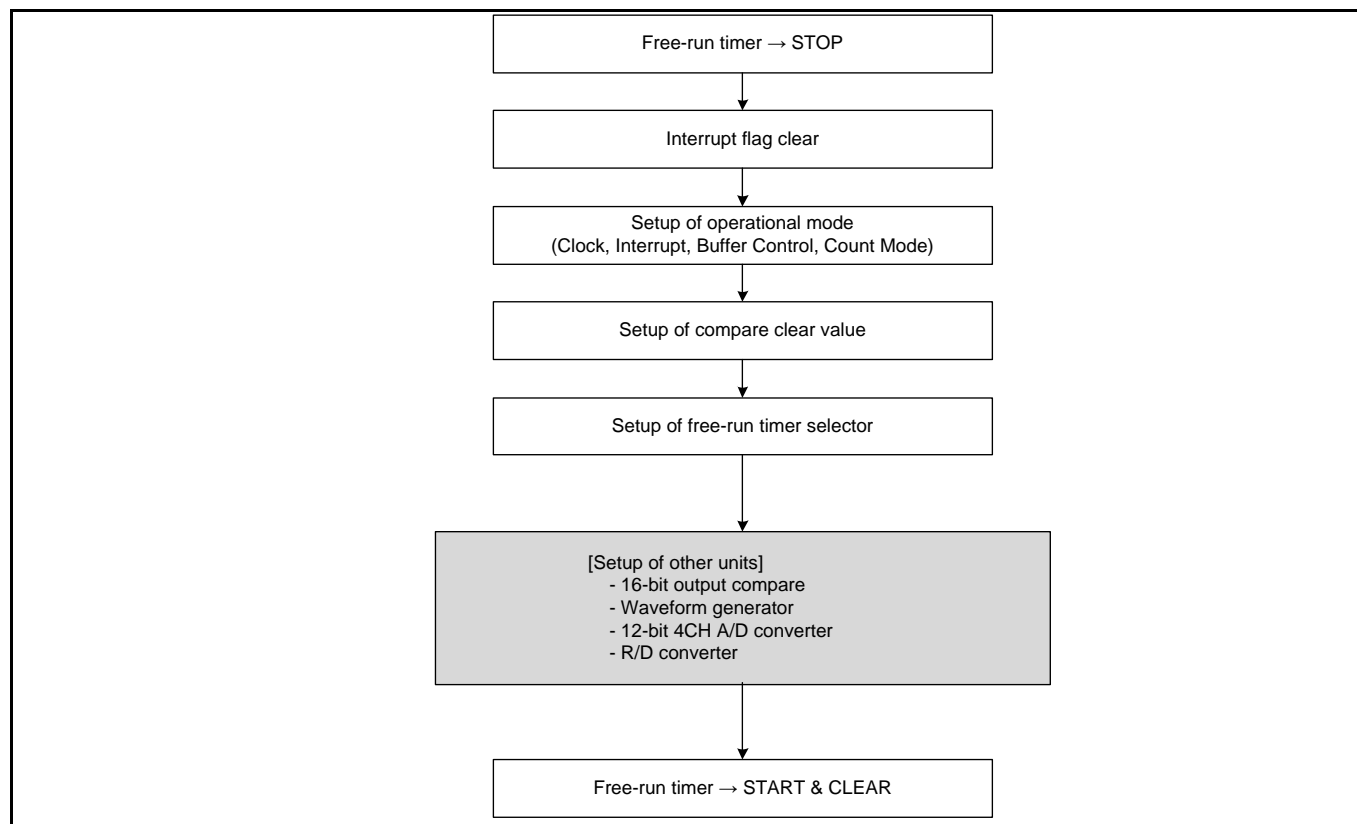 Free-run timer → STOP
Interrupt flag clear
Setup of operational mode
(Clock, Interrupt, Buffer Control, Count Mode)
Setup of compare clear value
Setup of free-run timer selector
[Setup of other units]
- 16-bit output compare
- Waveform generator
- 12-bit 4CH A/D converter
- R/D converter
Free-run timer → START & CLEAR